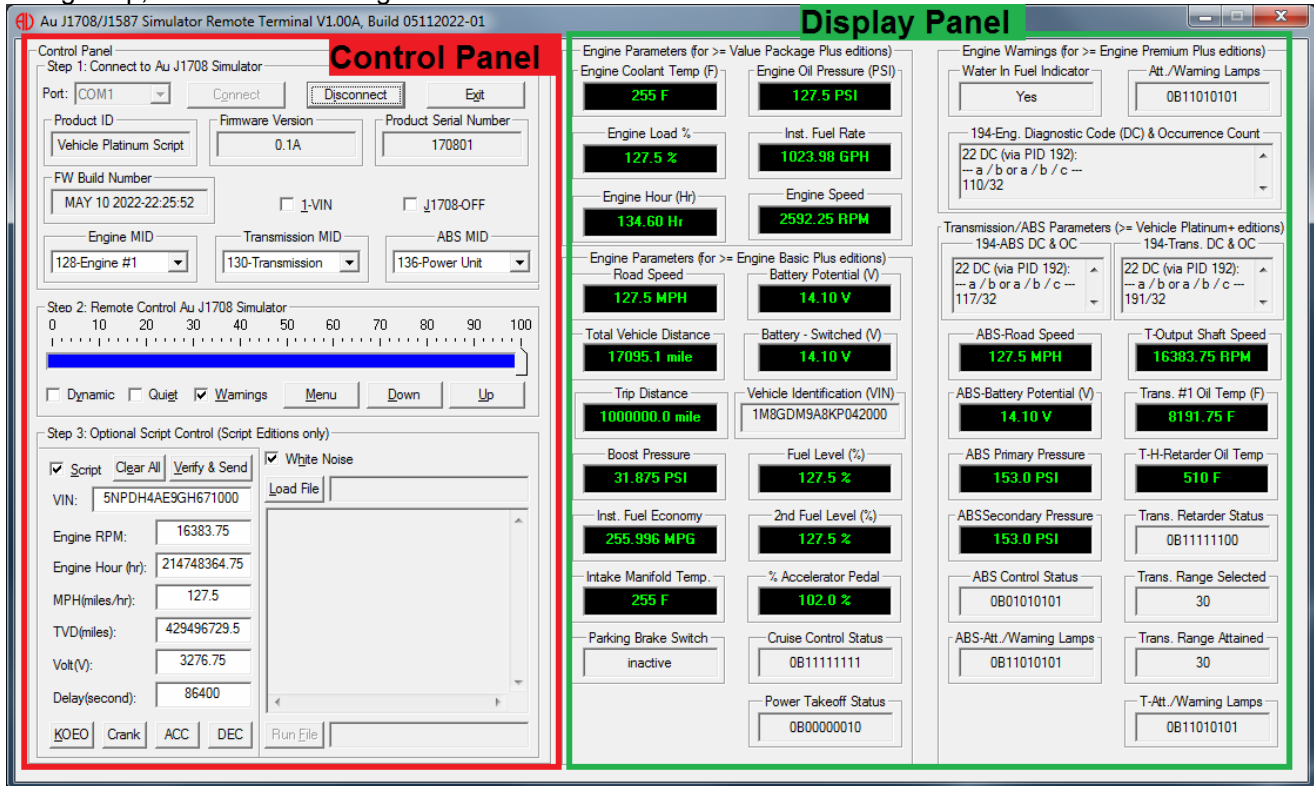 Au J1708/J1587 Simulator Remote Terminal V1.00A, Build 05112022-01
Control Panel
Display Panel
Control Panel
Step 1: Connect to Au J1708 Simulator
Port: COM1 Connect Disconnect Exit
Product ID Firmware Version Product Serial Number
Vehicle Platinum Script 0.1A 170801
FW Build Number
MAY 10 2022-22:25:52 1-VIN J1708-OFF
Engine MID Transmission MID ABS MID
128-Engine #1 130-Transmission 136-Power Unit
Step 2: Remote Control Au J1708 Simulator
0 10 20 30 40 50 60 70 80 90 100
Dynamic Quiet Warnings Menu Down Up
Step 3: Optional Script Control (Script Editions only)
Script Clear All Verify & Send White Noise
VIN: 5NPDH4AE9GH671000 Load File
Engine RPM: 16383.75
Engine Hour (hr): 214748364.75
MPH(miles/hr): 127.5
TVD(miles): 429496729.5
Volt(V): 3276.75
Delay(second): 86400
KOEO Crank ACC DEC Run File
Engine Parameters (for >= Value Package Plus editions)
Engine Coolant Temp (F) Engine Oil Pressure (PSI)
255 F 127.5 PSI
Engine Load % Inst. Fuel Rate
127.5 % 1023.98 GPH
Engine Hour (Hr) Engine Speed
134.60 Hr 2592.25 RPM
Engine Parameters (for >= Engine Basic Plus editions)
Road Speed Battery Potential (V)
127.5 MPH 14.10 V
Total Vehicle Distance Battery - Switched (V)
17095.1 mile 14.10 V
Trip Distance Vehicle Identification (VIN)
1000000.0 mile 1M8GDM9A8KP042000
Boost Pressure Fuel Level (%)
31.875 PSI 127.5 %
Inst. Fuel Economy 2nd Fuel Level (%)
255.996 MPG 127.5 %
Intake Manifold Temp. % Accelerator Pedal
255 F 102.0 %
Parking Brake Switch Cruise Control Status
inactive 0B11111111
Power Takeoff Status
0B00000010
Engine Warnings (for >= Engine Premium Plus editions)
Water In Fuel Indicator Att./Warning Lamps
Yes 0B11010101
194-Eng. Diagnostic Code (DC) & Occurrence Count
22 DC (via PID 192):
--- a / b or a / b / c ---
110/32
Transmission/ABS Parameters (>= Vehicle Platinum+ editions)
194-ABS DC & OC 194-Trans. DC & OC
22 DC (via PID 192): 22 DC (via PID 192):
--- a / b or a / b / c --- --- a / b or a / b / c ---
117/32 191/32
ABS-Road Speed T-Output Shaft Speed
127.5 MPH 16383.75 RPM
ABS-Battery Potential (V) Trans. #1 Oil Temp (F)
14.10 V 8191.75 F
ABS Primary Pressure T-H-Retarder Oil Temp
153.0 PSI 510 F
ABSSecondary Pressure Trans. Retarder Status
153.0 PSI 0B11111100
ABS Control Status Trans. Range Selected
0B01010101 30
ABS-Att./Warning Lamps Trans. Range Attained
0B11010101 30
T-Att./Warning Lamps
0B11010101